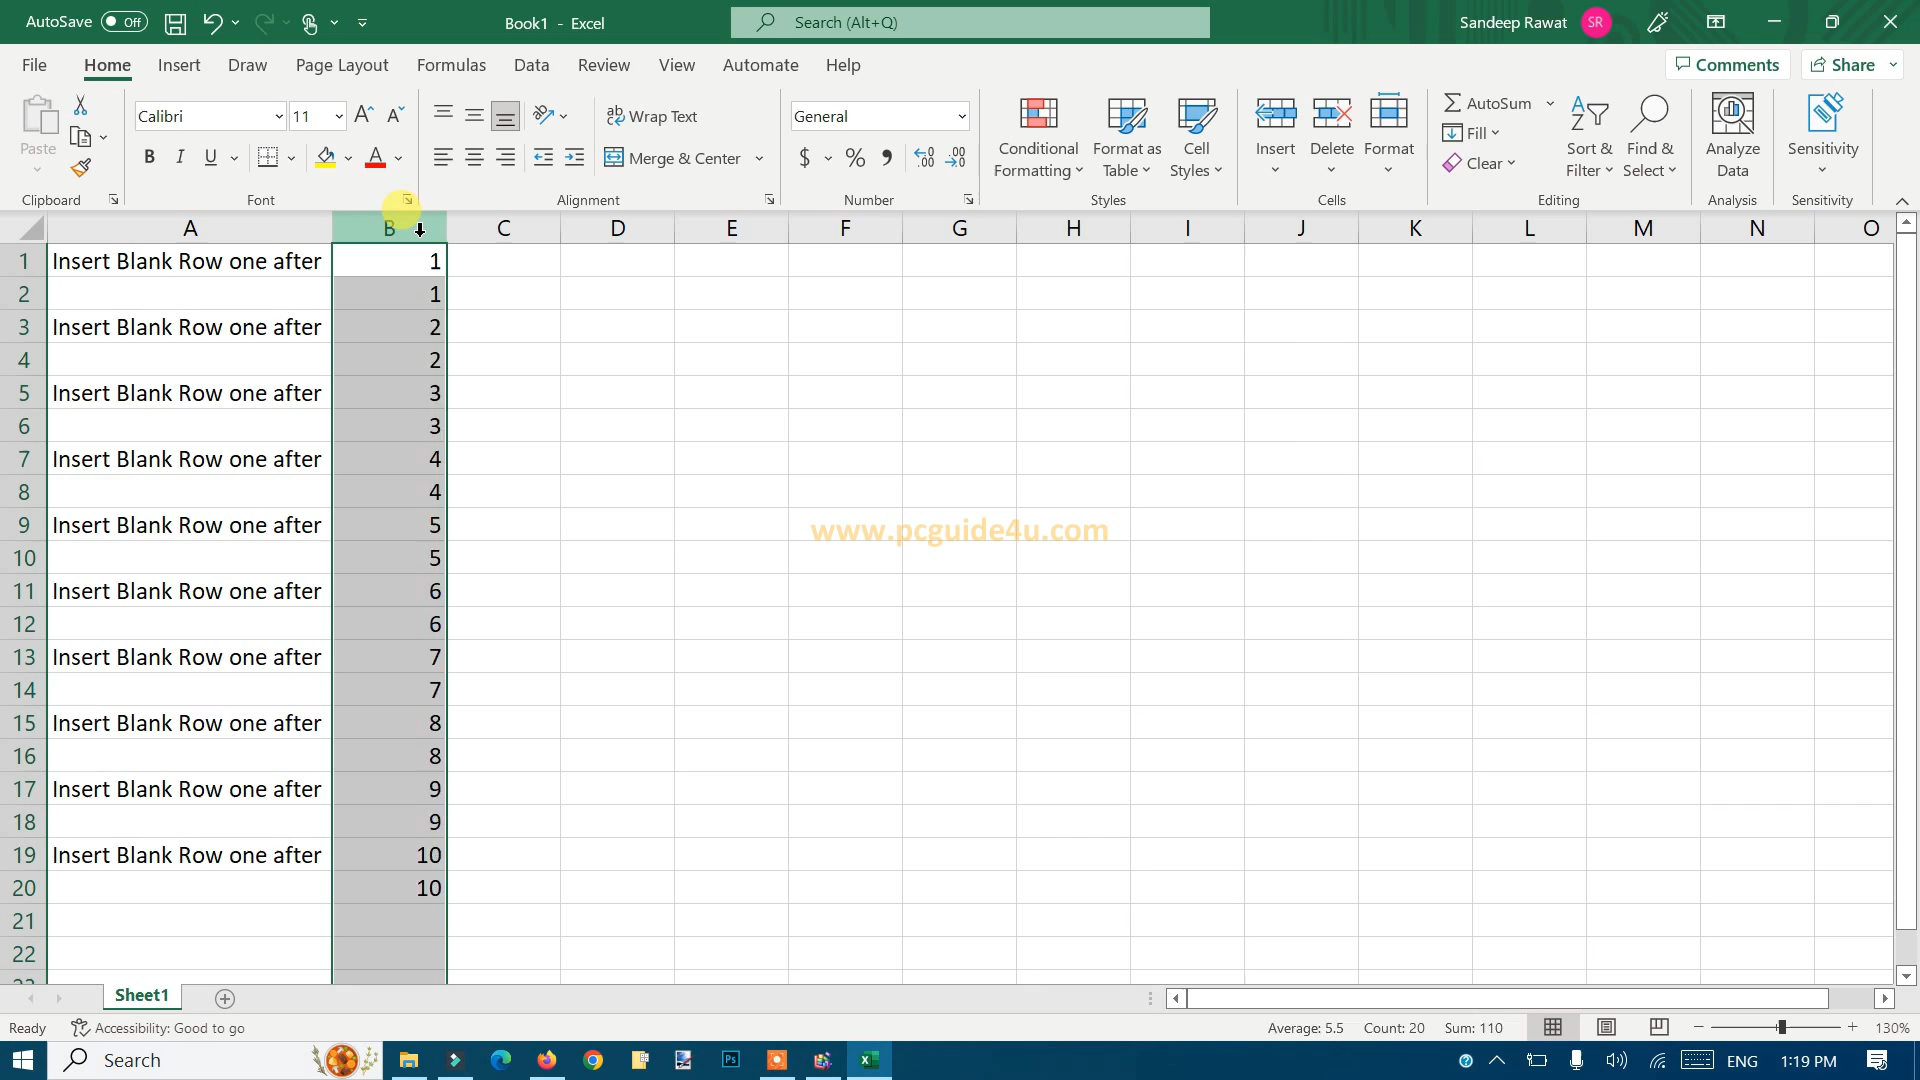 AutoSave Off Book1 - Excel Search (Alt+Q) Sandeep Rawat SR
File Home Insert Draw Page Layout Formulas Data Review View Automate Help Comments Share
Paste
Clipboard
Calibri 11
B I U A
Font
ab Wrap Text
Merge & Center
Alignment
General
$ % 9
Number
Conditional Formatting
Format as Table
Cell Styles
Styles
Insert Delete Format
Cells
AutoSum
Fill
Clear
Sort & Filter
Find & Select
Editing
Analyze Data
Analysis
Sensitivity
Sensitivity
A B C D E F G H I J K L M N O
1 Insert Blank Row one after 1
2 1
3 Insert Blank Row one after 2
4 2
5 Insert Blank Row one after 3
6 3
7 Insert Blank Row one after 4
8 4
9 Insert Blank Row one after 5
www.pcguide4u.com
10 5
11 Insert Blank Row one after 6
12 6
13 Insert Blank Row one after 7
14 7
15 Insert Blank Row one after 8
16 8
17 Insert Blank Row one after 9
18 9
19 Insert Blank Row one after 10
20 10
21
22
Sheet1
Ready Accessibility: Good to go Average: 5.5 Count: 20 Sum: 110 130%
Search Ps ENG 1:19 PM